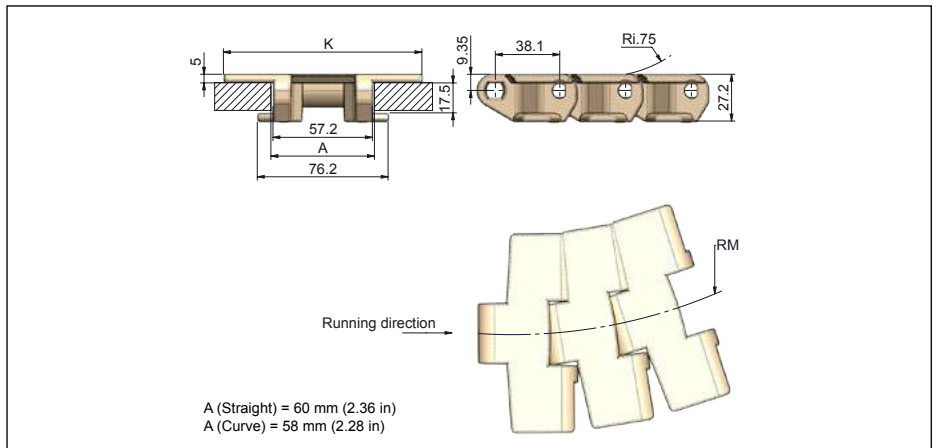 K
5
17.5
57.2
A
76.2
9.35
38.1
Ri.75
27.2
RM
Running direction
A (Straight) = 60 mm (2.36 in)
A (Curve) = 58 mm (2.28 in)